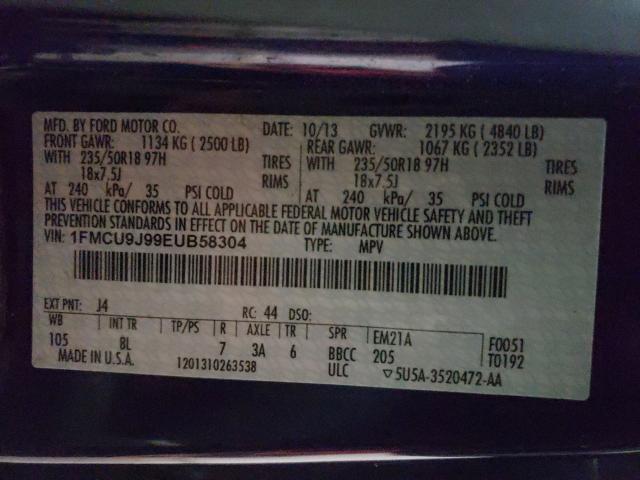 MFD. BY FORD MOTOR CO. DATE: 10/13 GVWR: 2195 KG ( 4840 LB)
FRONT GAWR: 1134 KG ( 2500 LB) REAR GAWR: 1067 KG ( 2352 LB)
WITH 235/50R18 97H TIRES WITH 235/50R18 97H TIRES
18x7.5J RIMS 18x7.5J RIMS
AT 240 kPa/ 35 PSI COLD AT 240 kPa/ 35 PSI COLD
THIS VEHICLE CONFORMS TO ALL APPLICABLE FEDERAL MOTOR VEHICLE SAFETY AND THEFT
PREVENTION STANDARDS IN EFFECT ON THE DATE OF MANUFACTURE SHOWN ABOVE.
VIN: 1FMCU9J99EUB58304 TYPE: MPV
EXT PNT: J4 RC: 44 DSO:
WB INT TR TP/PS R AXLE TR SPR EM21A F0051
105 8L 7 3A 6 BBCC 205 T0192
MADE IN U.S.A. 1201310263538 ULC ▽5U5A-3520472-AA